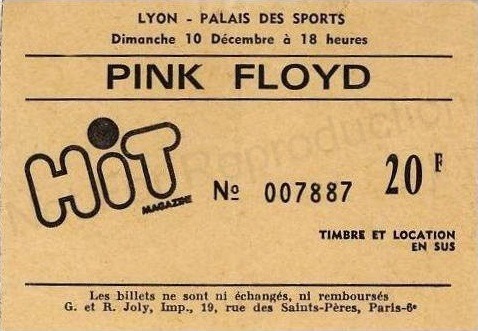 LYON - PALAIS DES SPORTS
Dimanche 10 Décembre à 18 heures
PINK FLOYD
HiT
MAGAZINE
Nº 007887
20 F
TIMBRE ET LOCATION
EN SUS
Les billets ne sont ni échangés, ni remboursés
G. et R. Joly, Imp., 19, rue des Saints-Pères, Paris-6e